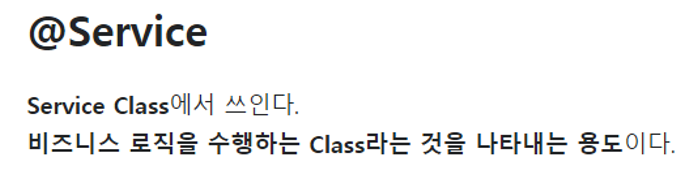 @Service
Service Class에서 쓰인다.
비즈니스 로직을 수행하는 Class라는 것을 나타내는 용도이다.